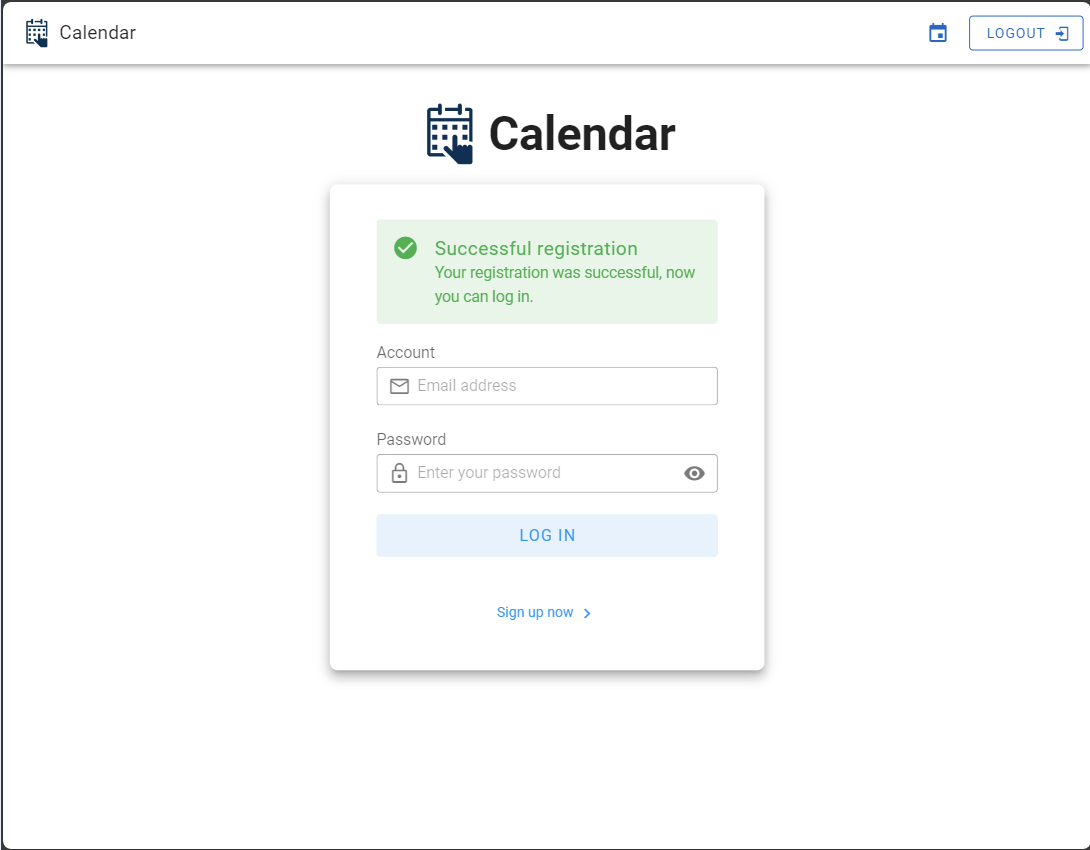 Calendar
LOGOUT
Calendar
Successful registration
Your registration was successful, now
you can log in.
Account
Email address
Password
Enter your password
LOG IN
Sign up now